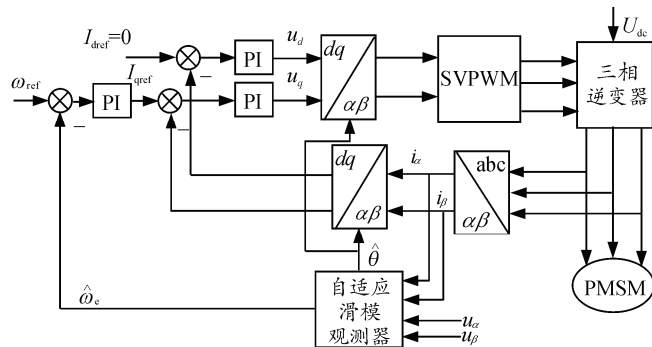 I_dref=0
u_d
dq
αβ
U_dc
PI
SVPWM
三相
逆变器
ω_ref
I_qref
u_q
PI
PI
−
−
−
dq
αβ
i_α
i_β
abc
αβ
θ̂
ω̂_e
自适应
滑模
观测器
u_α
u_β
PMSM